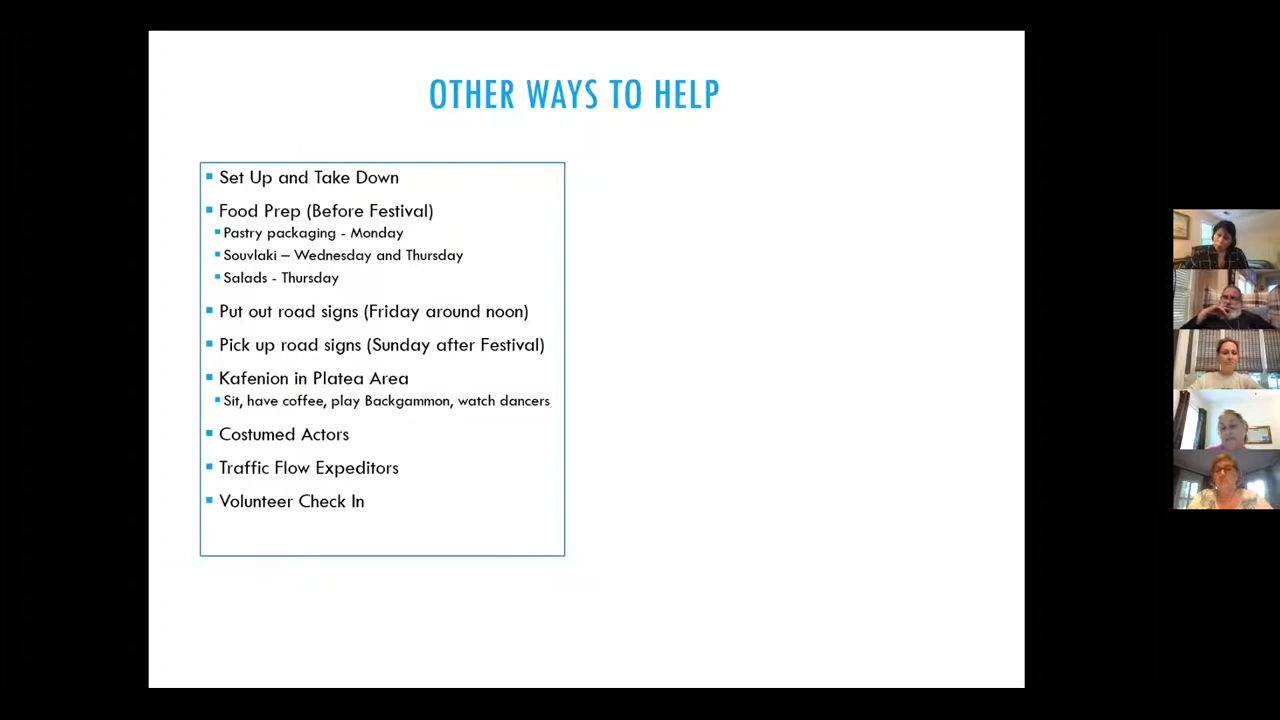 OTHER WAYS TO HELP
Set Up and Take Down
Food Prep (Before Festival)
Pastry packaging - Monday
Souvlaki – Wednesday and Thursday
Salads - Thursday
Put out road signs (Friday around noon)
Pick up road signs (Sunday after Festival)
Kafenion in Platea Area
Sit, have coffee, play Backgammon, watch dancers
Costumed Actors
Traffic Flow Expeditors
Volunteer Check In